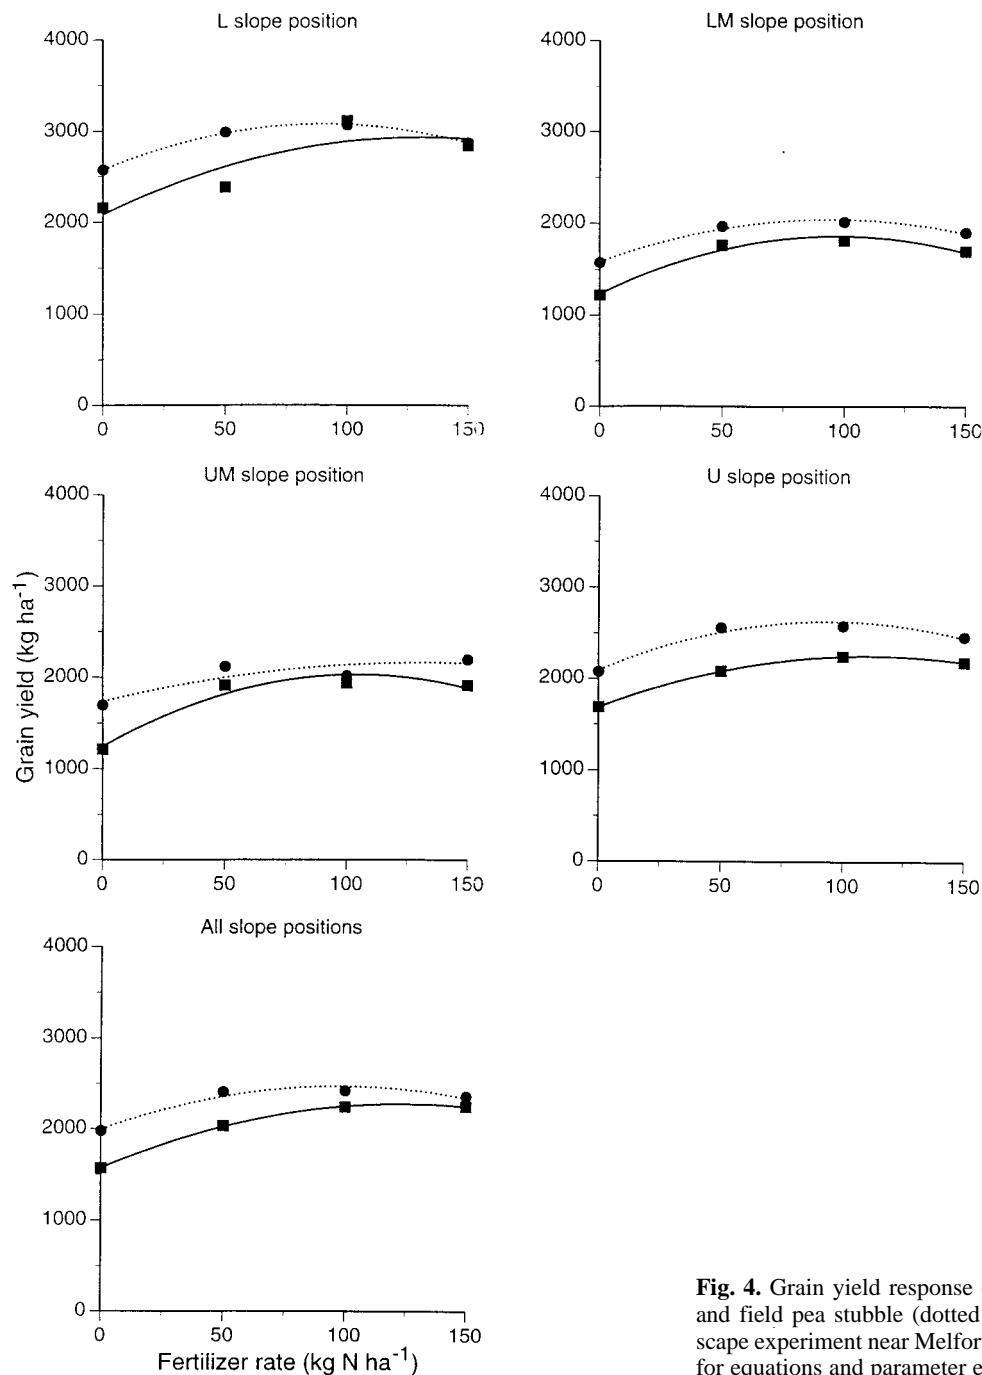 L slope position
4000
3000
2000
1000
0
0 50 100 150
LM slope position
4000
3000
2000
1000
0
0 50 100 150
UM slope position
4000
3000
2000
1000
0
0 50 100 150
Grain yield (kg ha⁻¹)
U slope position
4000
3000
2000
1000
0
0 50 100 150
All slope positions
4000
3000
2000
1000
0
0 50 100 150
Fertilizer rate (kg N ha⁻¹)
Fig. 4. Grain yield response
and field pea stubble (dotted
scape experiment near Melfor
for equations and parameter e